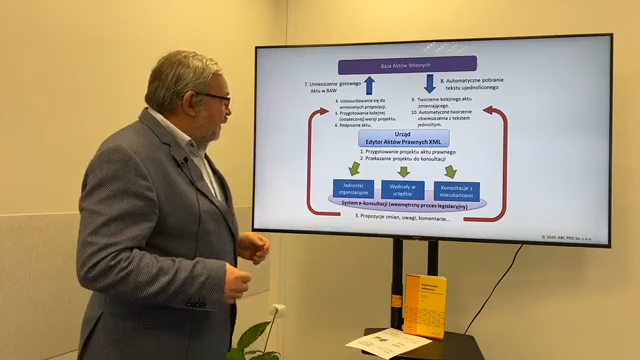 Baza Aktów Własnych
7. Umieszczenie gotowego
Aktu w BAW
8. Automatyczne pobranie
tekstu ujednoliconego
4. Ustosunkowanie się do
wniesionych propozycji.
5. Przygotowanie kolejnej
(ostatecznej) wersji projektu.
6. Podpisanie aktu.
9. Tworzenie kolejnego aktu
zmieniającego.
10. Automatyczne tworzenie
obwieszczenia z tekstem
jednolitym.
Urząd
Edytor Aktów Prawnych XML
1. Przygotowanie projektu aktu prawnego
2. Przekazanie projektu do konsultacji
Jednostki
organizacyjne
Wydziały w
urzędzie
Konsultacje z
mieszkańcami
System e-konsultacji (wewnętrzny proces legislacyjny)
3. Propozycje zmian, uwagi, komentarze...
© 2020, ABC PRO Sp. z o.o.